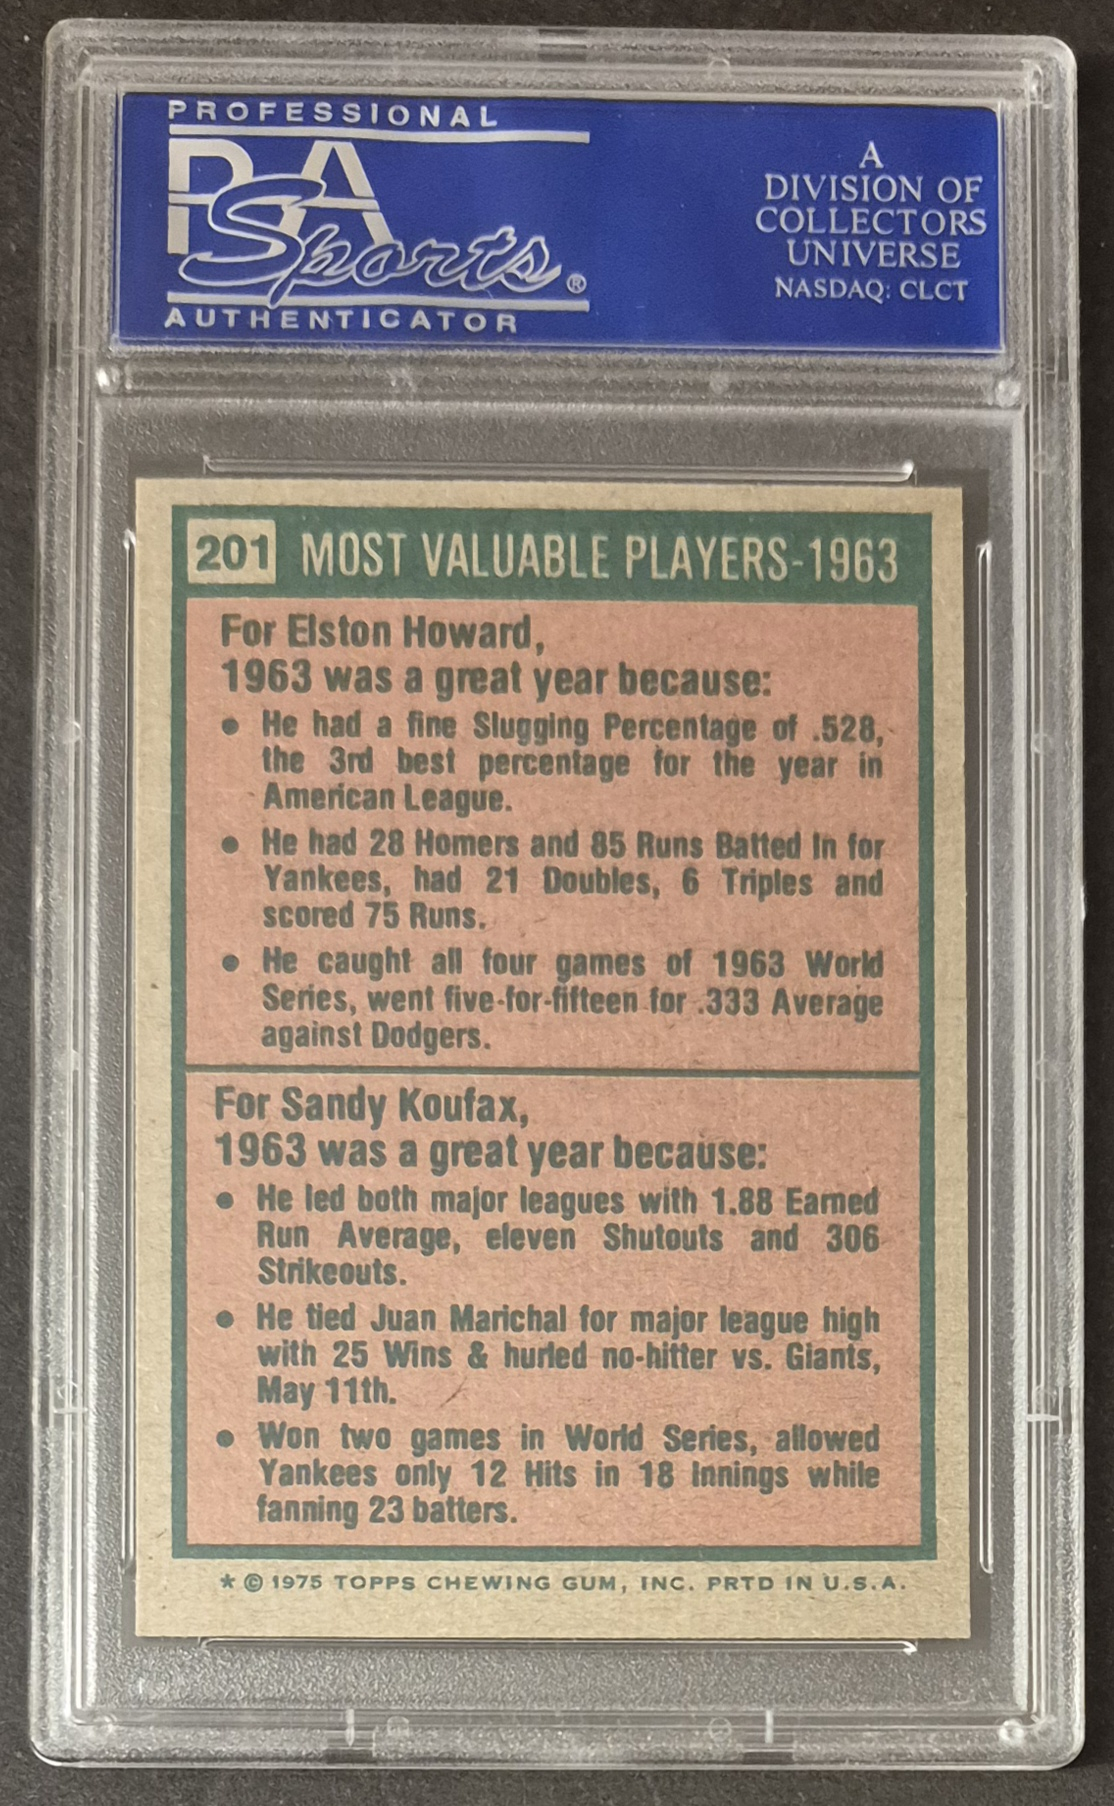 PROFESSIONAL
PSA
Sports®
AUTHENTICATOR
A
DIVISION OF
COLLECTORS
UNIVERSE
NASDAQ: CLCT
201 MOST VALUABLE PLAYERS-1963
For Elston Howard,
1963 was a great year because:
• He had a fine Slugging Percentage of .528,
the 3rd best percentage for the year in
American League.
• He had 28 Homers and 85 Runs Batted In for
Yankees, had 21 Doubles, 6 Triples and
scored 75 Runs.
• He caught all four games of 1963 World
Series, went five-for-fifteen for .333 Average
against Dodgers.
For Sandy Koufax,
1963 was a great year because:
• He led both major leagues with 1.88 Earned
Run Average, eleven Shutouts and 306
Strikeouts.
• He tied Juan Marichal for major league high
with 25 Wins & hurled no-hitter vs. Giants,
May 11th.
• Won two games in World Series, allowed
Yankees only 12 Hits in 18 Innings while
fanning 23 batters.
* © 1975 TOPPS CHEWING GUM, INC. PRTD IN U.S.A.